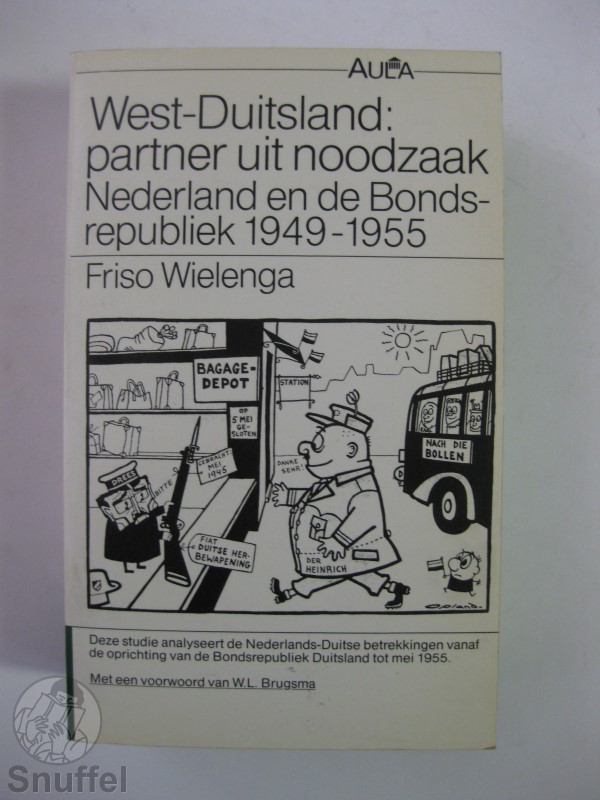 AULA
West-Duitsland:
partner uit noodzaak
Nederland en de Bonds-
republiek 1949-1955
Friso Wielenga
BAGAGE-
DEPOT
OP
5 MEI
GE-
SLOTEN
STATION
NACH DIE
BOLLEN
DREES
BITTE
GEBRACHT:
MEI
1945
DANKE
SEHR!
FIAT
DUITSE HER-
BEWAPENING
DER
HEINRICH
Opland.
Deze studie analyseert de Nederlands-Duitse betrekkingen vanaf
de oprichting van de Bondsrepubliek Duitsland tot mei 1955.
Met een voorwoord van W.L. Brugsma
Snuffel